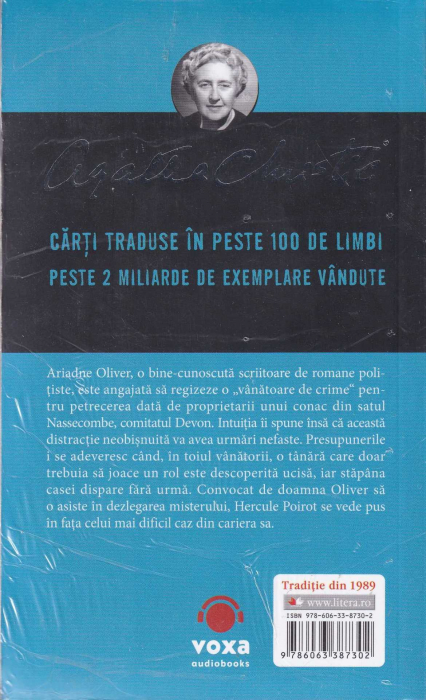 Agatha Christie
CĂRȚI TRADUSE ÎN PESTE 100 DE LIMBI
PESTE 2 MILIARDE DE EXEMPLARE VÂNDUTE
Ariadne Oliver, o bine-cunoscută scriitoare de romane poli-
țiste, este angajată să regizeze o „vânătoare de crime“ pen-
tru petrecerea dată de proprietarii unui conac din satul
Nassecombe, comitatul Devon. Intuiția îi spune însă că această
distracție neobișnuită va avea urmări nefaste. Presupunerile
i se adeveresc când, în toiul vânătorii, o tânără care doar
trebuia să joace un rol este descoperită ucisă, iar stăpâna
casei dispare fără urmă. Convocat de doamna Oliver să
o asiste în dezlegarea misterului, Hercule Poirot se vede pus
în fața celui mai dificil caz din cariera sa.
voxa
audiobooks
Tradiție din 1989
www.litera.ro
ISBN 978-606-33-8730-2
9 786063 387302